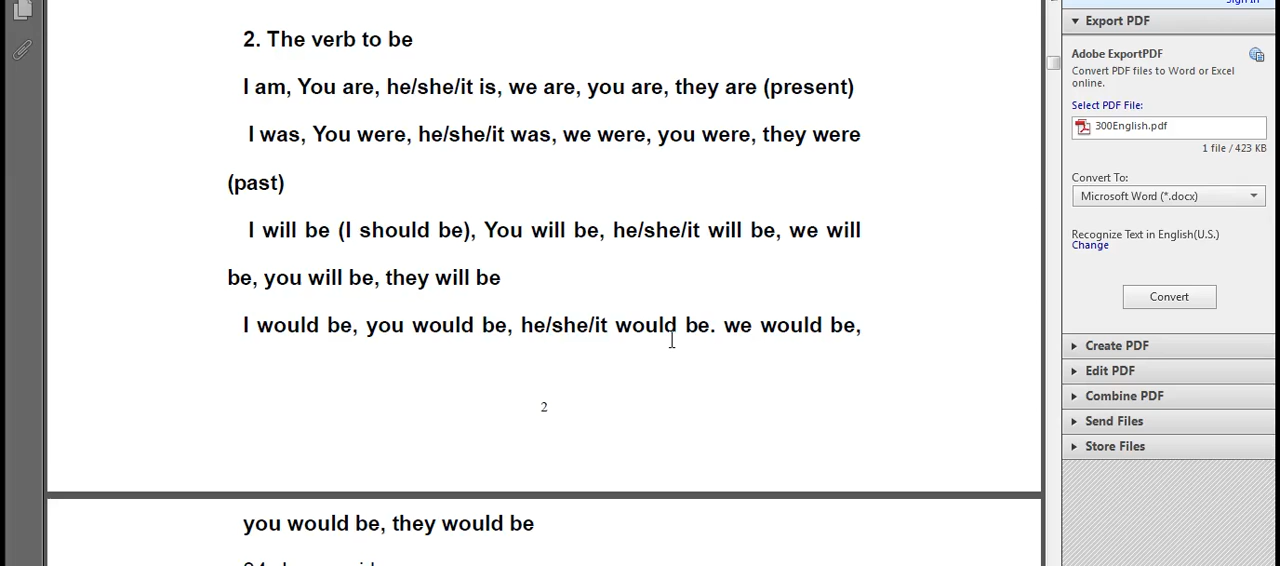 Sign In
2. The verb to be
I am, You are, he/she/it is, we are, you are, they are (present)
I was, You were, he/she/it was, we were, you were, they were
(past)
I will be (I should be), You will be, he/she/it will be, we will
be, you will be, they will be
I would be, you would be, he/she/it would be. we would be,
2
you would be, they would be
Export PDF
Adobe ExportPDF
Convert PDF files to Word or Excel
online.
Select PDF File:
300English.pdf
1 file / 423 KB
Convert To:
Microsoft Word (*.docx)
Recognize Text in English(U.S.)
Change
Convert
Create PDF
Edit PDF
Combine PDF
Send Files
Store Files